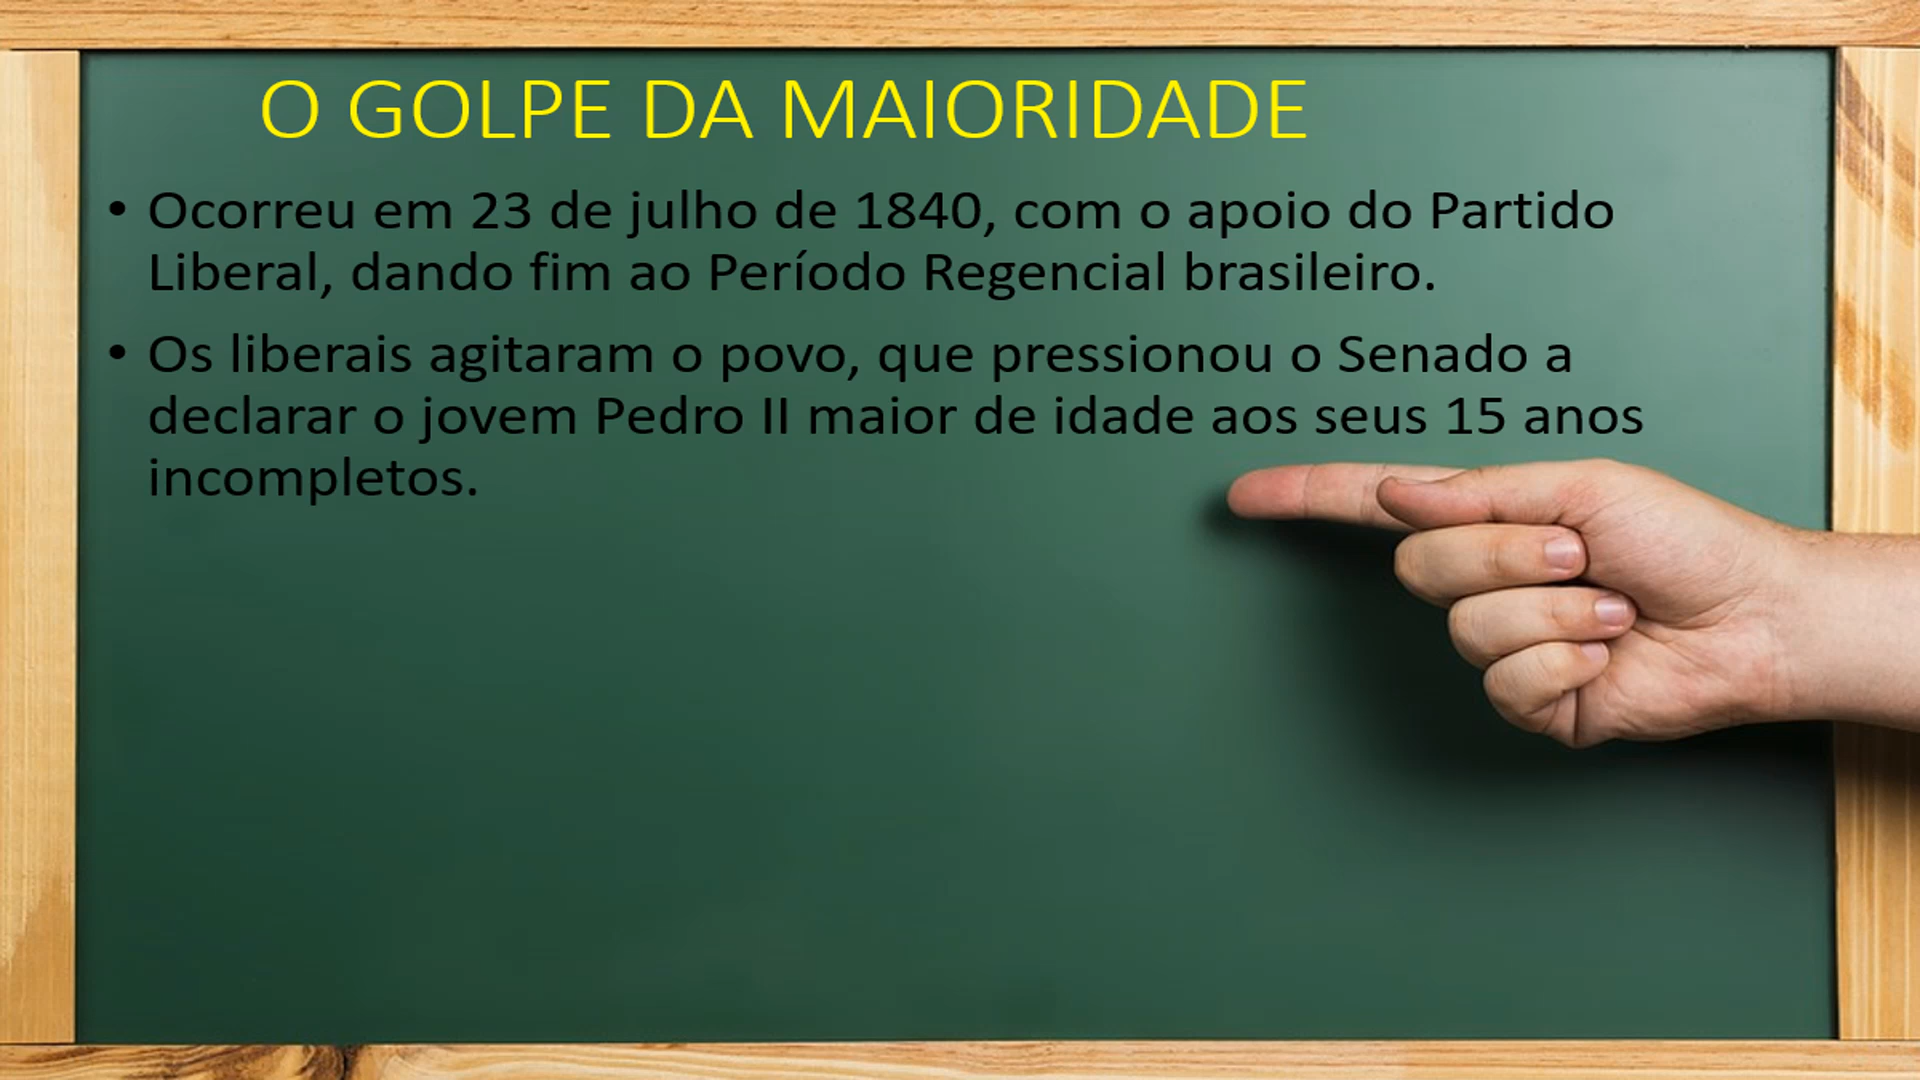 O GOLPE DA MAIORIDADE
• Ocorreu em 23 de julho de 1840, com o apoio do Partido
Liberal, dando fim ao Período Regencial brasileiro.
• Os liberais agitaram o povo, que pressionou o Senado a
declarar o jovem Pedro II maior de idade aos seus 15 anos
incompletos.